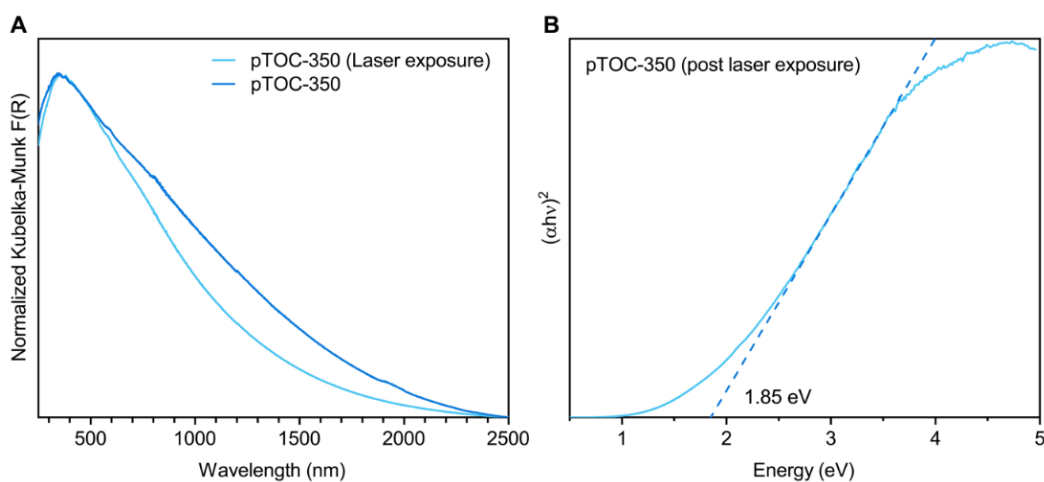 A
Normalized Kubelka-Munk F(R)
pTOC-350 (Laser exposure)
pTOC-350
500 1000 1500 2000 2500
Wavelength (nm)
B
(αhν)²
pTOC-350 (post laser exposure)
1.85 eV
1 2 3 4 5
Energy (eV)